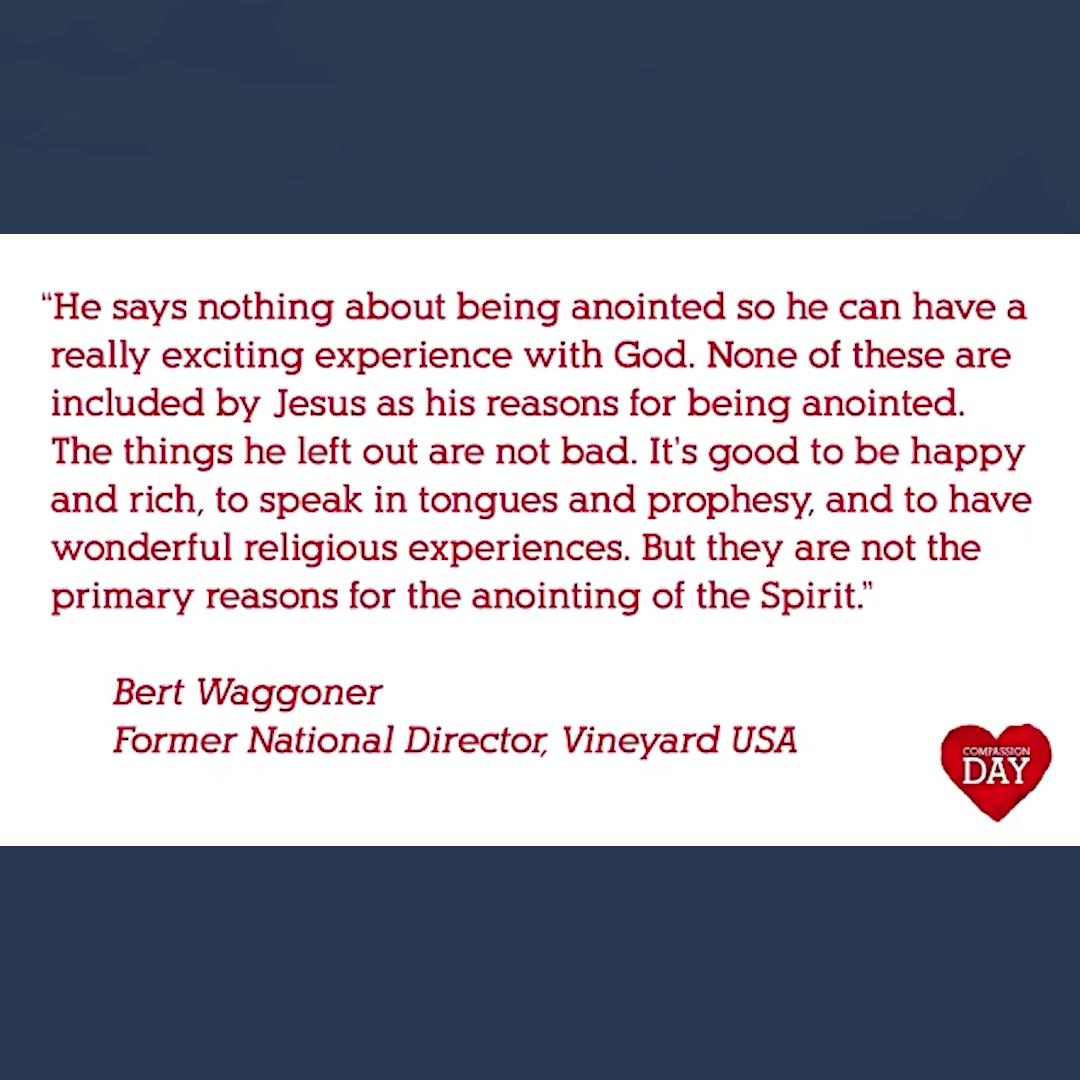 “He says nothing about being anointed so he can have a
really exciting experience with God. None of these are
included by Jesus as his reasons for being anointed.
The things he left out are not bad. It's good to be happy
and rich, to speak in tongues and prophesy, and to have
wonderful religious experiences. But they are not the
primary reasons for the anointing of the Spirit.”
Bert Waggoner
Former National Director, Vineyard USA
COMPASSION
DAY